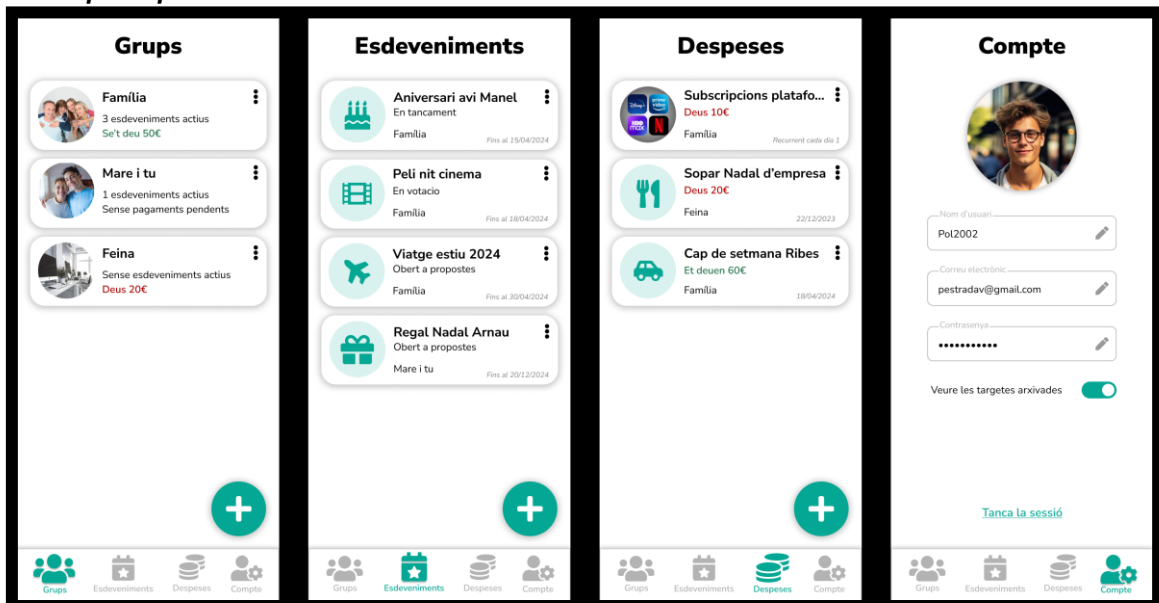 Grups
Família
3 esdeveniments actius
Se't deu 50€
Mare i tu
1 esdeveniments actius
Sense pagaments pendents
Feina
Sense esdeveniments actius
Deus 20€
Grups
Esdeveniments
Despeses
Compte
Esdeveniments
Aniversari avi Manel
En tancament
Família
Fins al 15/04/2024
Peli nit cinema
En votacio
Família
Fins al 18/04/2024
Viatge estiu 2024
Obert a propostes
Família
Fins al 30/04/2024
Regal Nadal Arnau
Obert a propostes
Mare i tu
Fins al 20/12/2024
Grups
Esdeveniments
Despeses
Compte
Despeses
Disney+
prime video
HBO max
N
Subscripcions platafo...
Deus 10€
Família
Recurrent cada dia 1
Sopar Nadal d'empresa
Deus 20€
Feina
22/12/2023
Cap de setmana Ribes
Et deuen 60€
Família
18/04/2024
Grups
Esdeveniments
Despeses
Compte
Compte
Nom d'usuari
Pol2002
Correu electrònic
pestradav@gmail.com
Contrasenya
•••••••••••
Veure les targetes arxivades
Tanca la sessió
Grups
Esdeveniments
Despeses
Compte